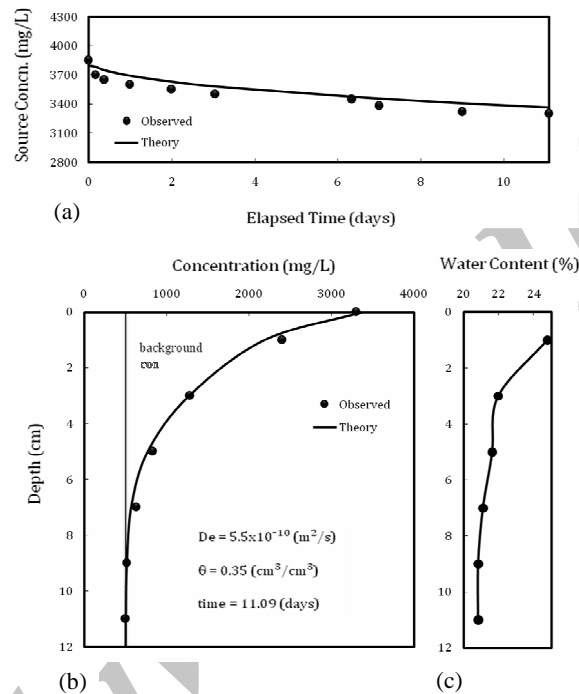 4300
4000
3700
3400
3100
2800
Source Concn. (mg/L)
Observed
Theory
0 2 4 6 8 10
(a)
Elapsed Time (days)
Concentration (mg/L)
0 1000 2000 3000 4000
0
2
4
6
8
10
12
Depth (cm)
background
con
Observed
Theory
De = 5.5x10⁻¹⁰ (m²/s)
θ = 0.35 (cm³/cm³)
time = 11.09 (days)
(b)
Water Content (%)
20 22 24
0
2
4
6
8
10
12
(c)